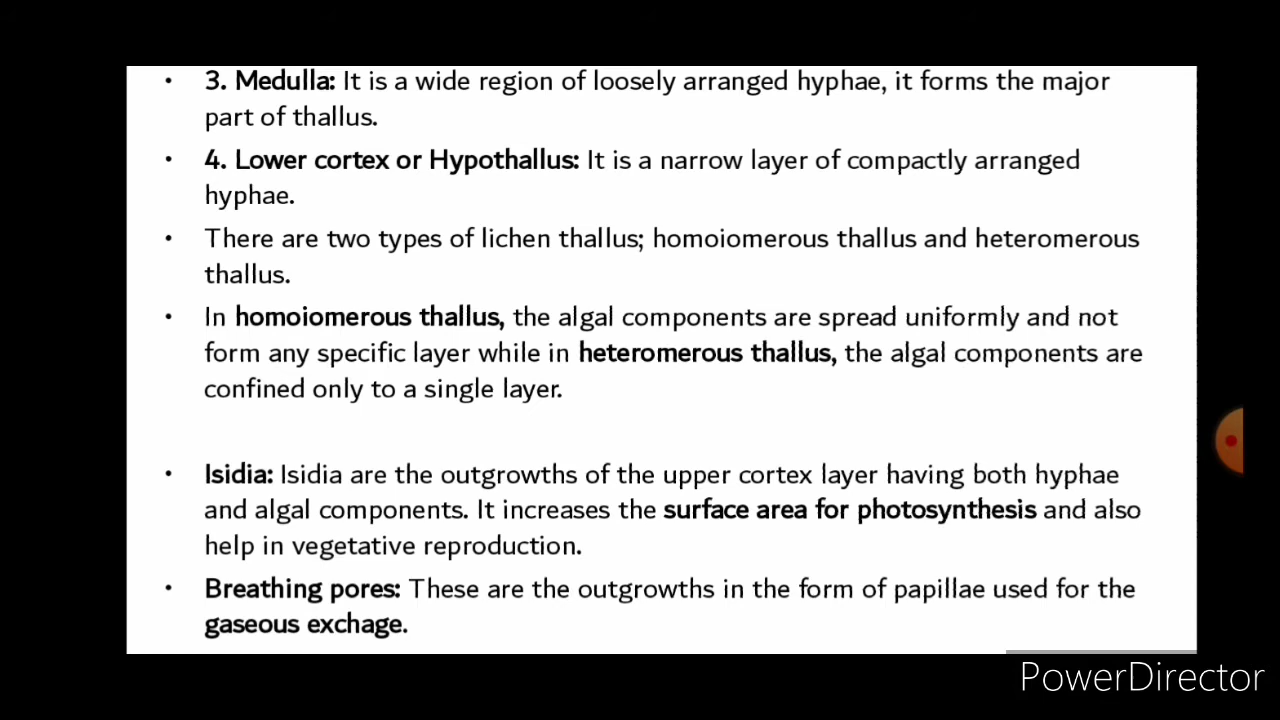 • 3. Medulla: It is a wide region of loosely arranged hyphae, it forms the major
part of thallus.
• 4. Lower cortex or Hypothallus: It is a narrow layer of compactly arranged
hyphae.
• There are two types of lichen thallus; homoiomerous thallus and heteromerous
thallus.
• In homoiomerous thallus, the algal components are spread uniformly and not
form any specific layer while in heteromerous thallus, the algal components are
confined only to a single layer.
• Isidia: Isidia are the outgrowths of the upper cortex layer having both hyphae
and algal components. It increases the surface area for photosynthesis and also
help in vegetative reproduction.
• Breathing pores: These are the outgrowths in the form of papillae used for the
gaseous exchage.
PowerDirector